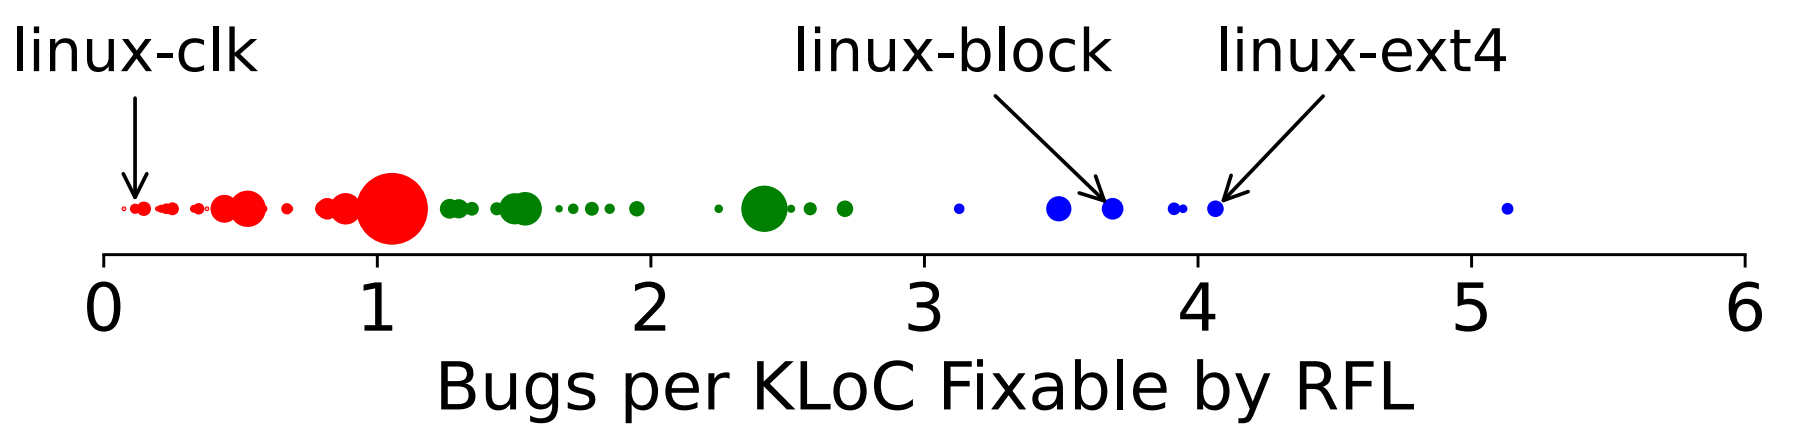 linux-clk linux-block linux-ext4
0 1 2 3 4 5 6
Bugs per KLoC Fixable by RFL